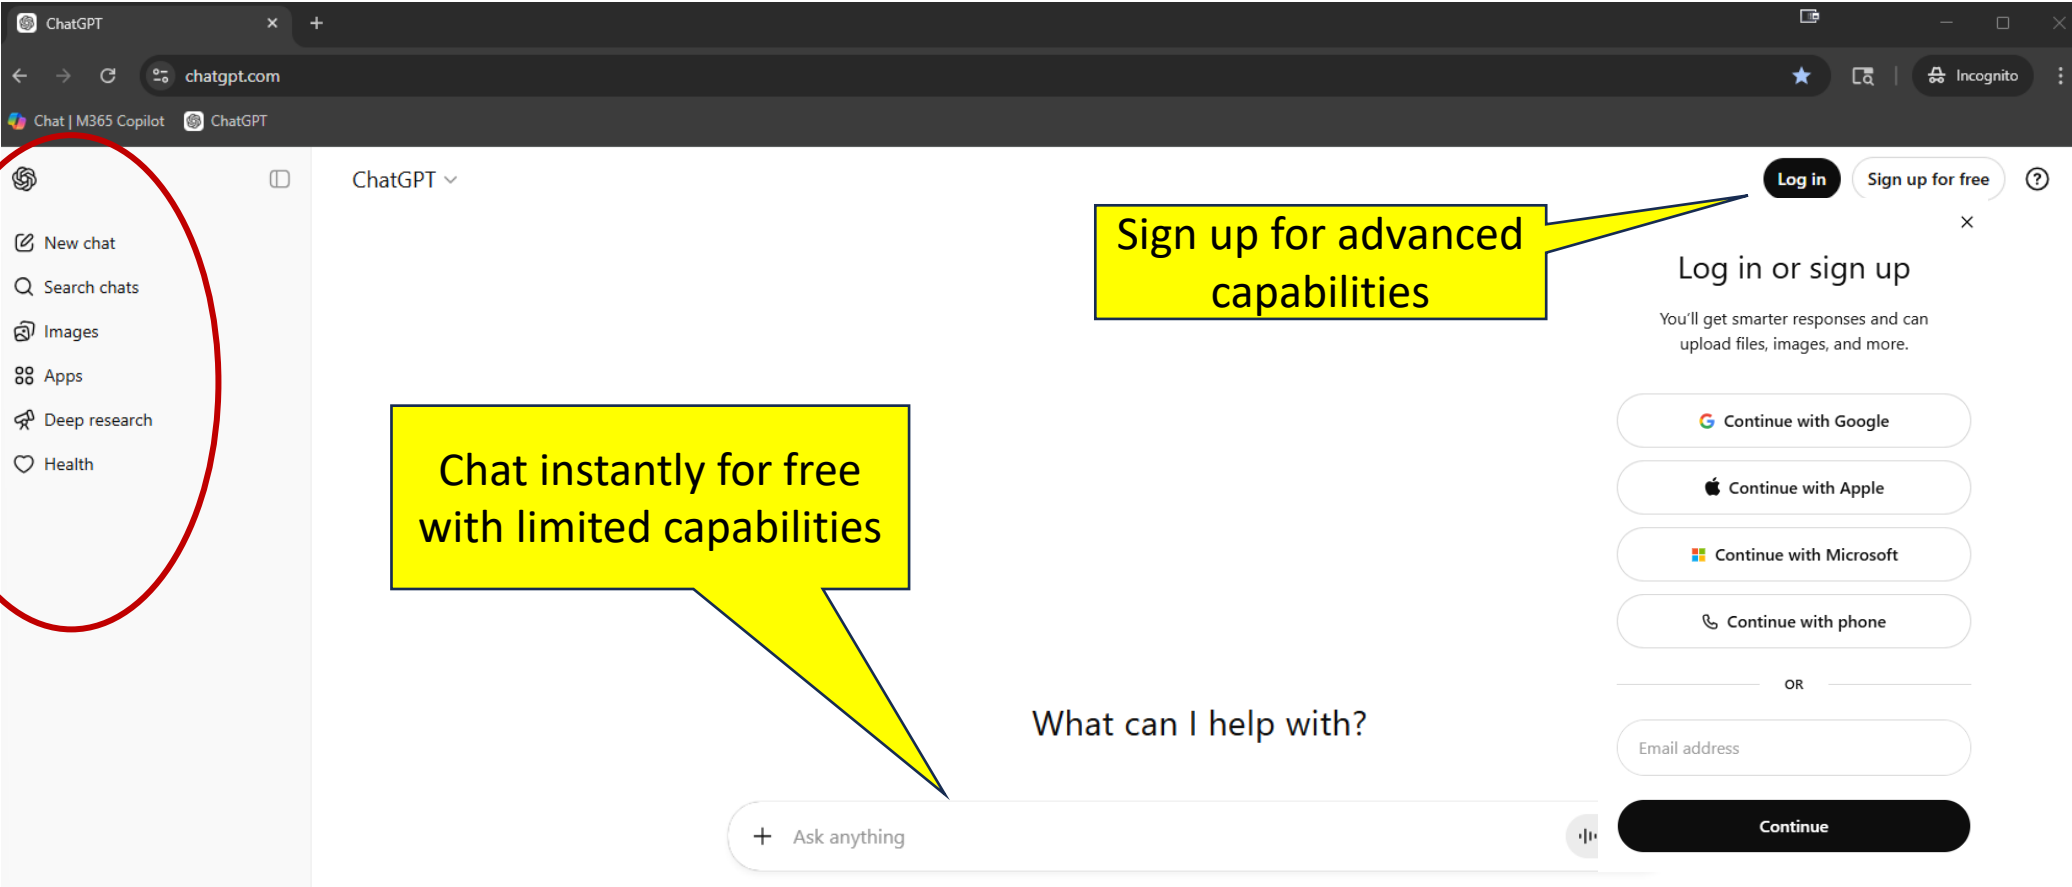 ChatGPT
chatgpt.com
Incognito
Chat | M365 Copilot
ChatGPT
ChatGPT
Log in
Sign up for free
New chat
Search chats
Images
Apps
Deep research
Health
Sign up for advanced
capabilities
Chat instantly for free
with limited capabilities
What can I help with?
Ask anything
Log in or sign up
You'll get smarter responses and can
upload files, images, and more.
Continue with Google
Continue with Apple
Continue with Microsoft
Continue with phone
OR
Email address
Continue